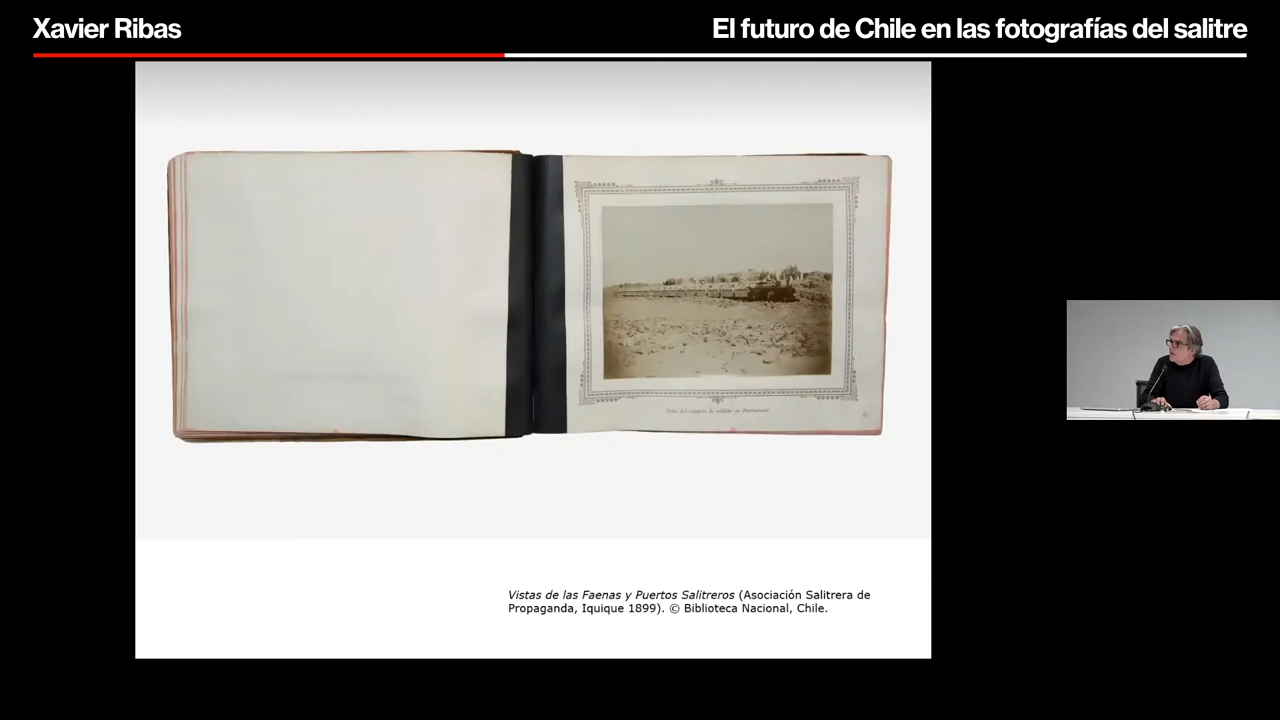 Xavier Ribas
El futuro de Chile en las fotografías del salitre
Vistas de las Faenas y Puertos Salitreros (Asociación Salitrera de
Propaganda, Iquique 1899). © Biblioteca Nacional, Chile.